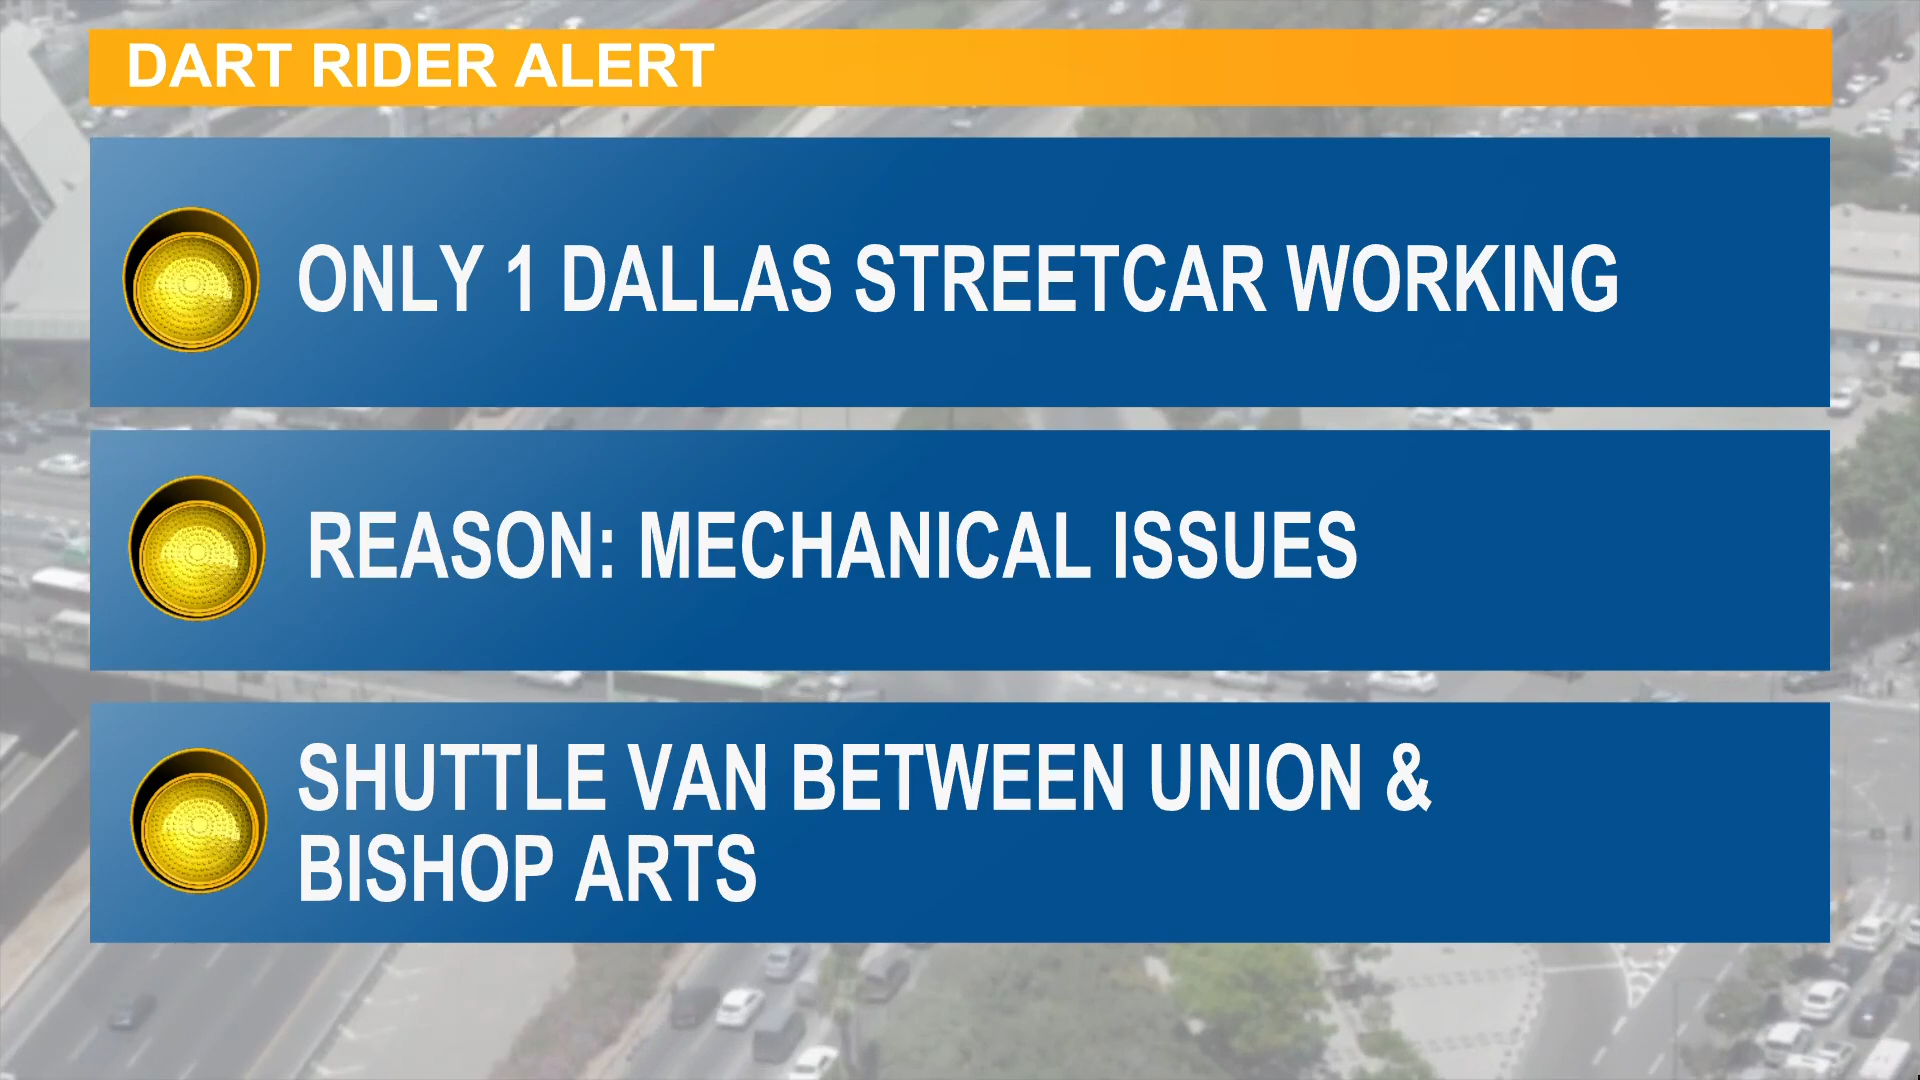 DART RIDER ALERT
ONLY 1 DALLAS STREETCAR WORKING
REASON: MECHANICAL ISSUES
SHUTTLE VAN BETWEEN UNION &
BISHOP ARTS